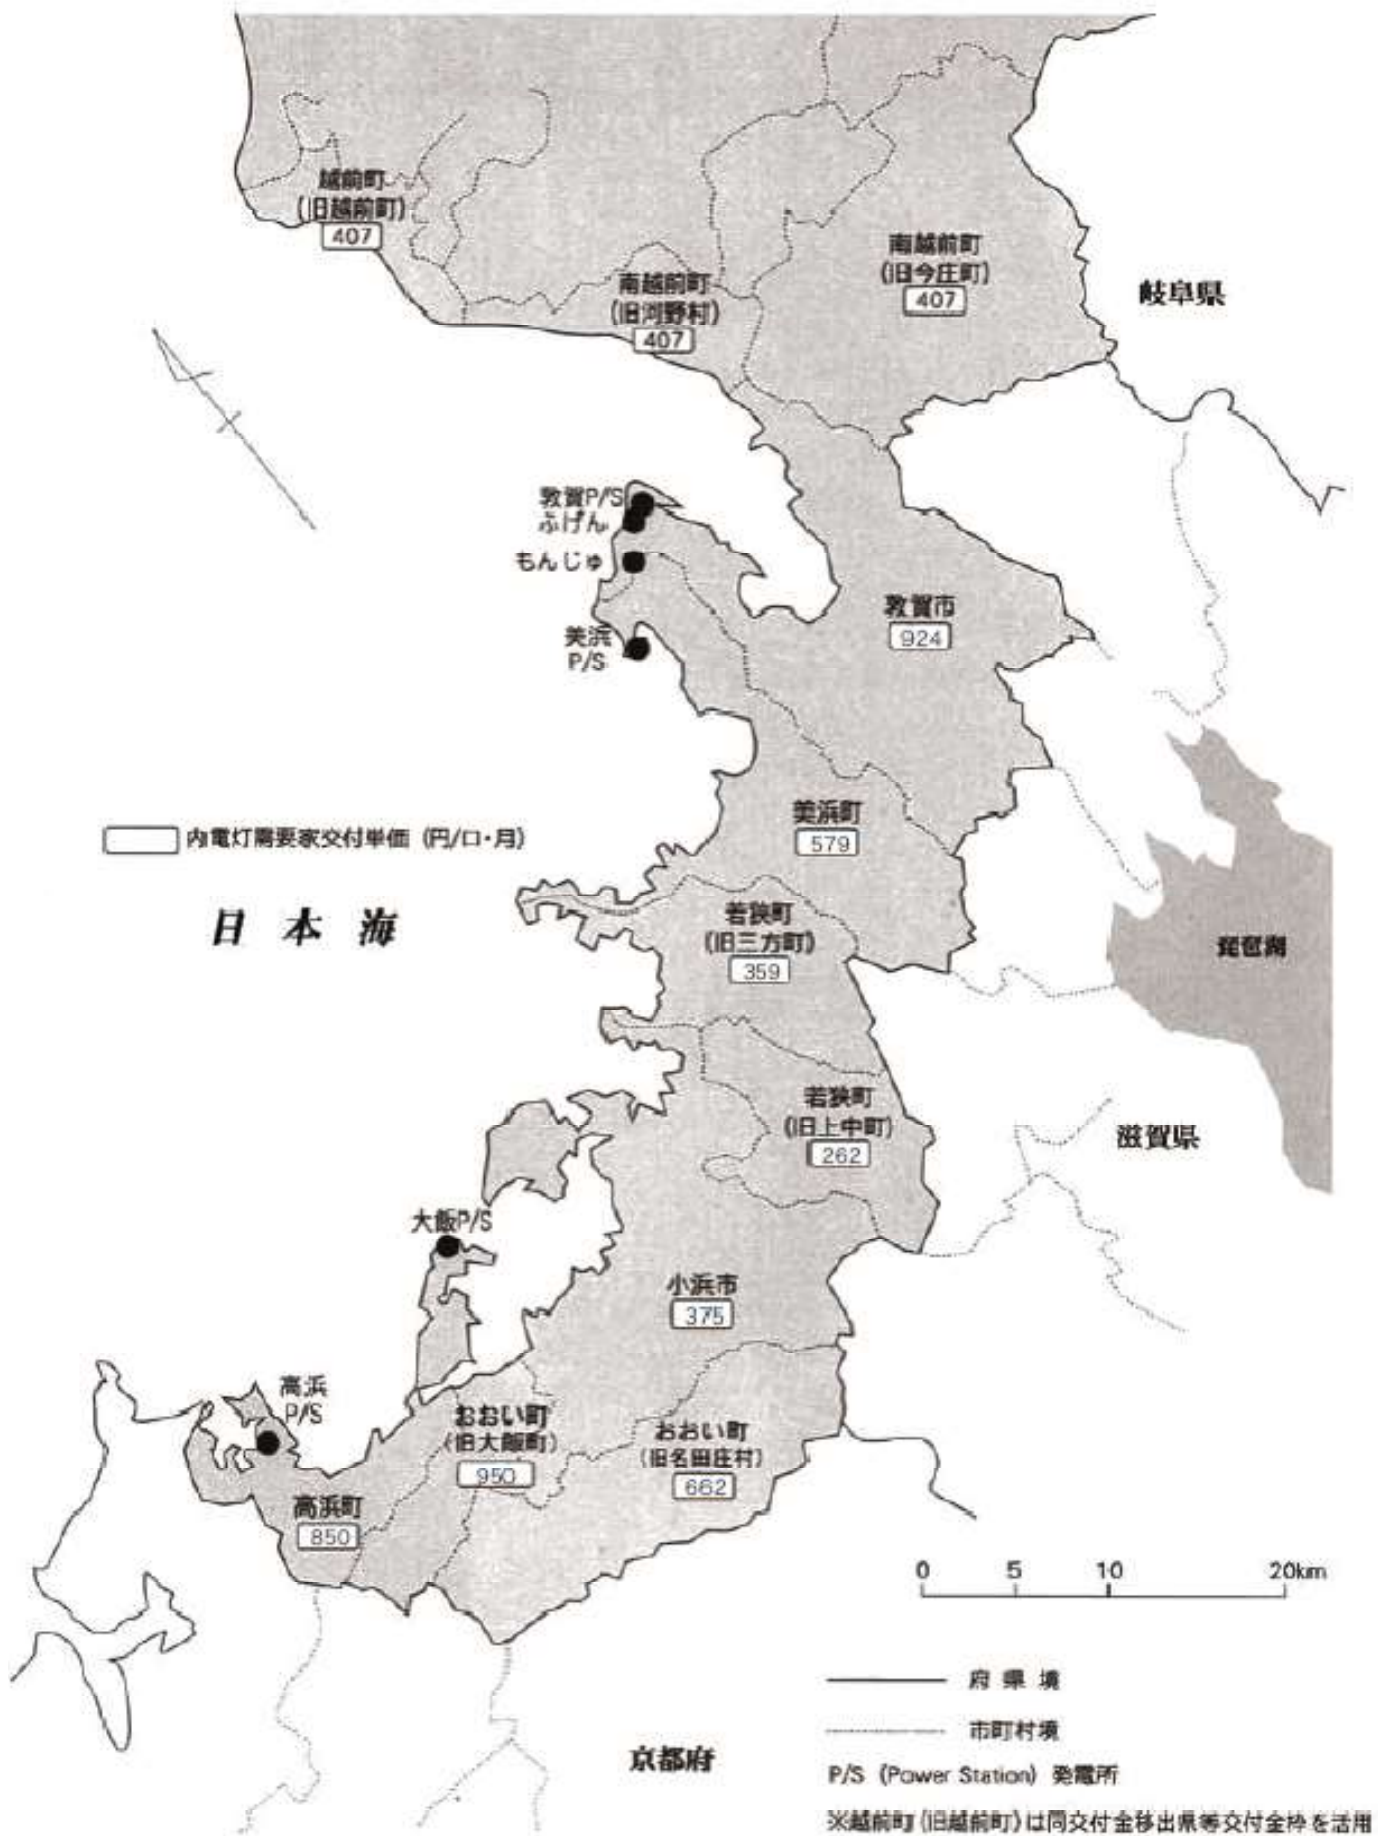 越前町
(旧越前町)
407
南越前町
(旧今庄町)
407
南越前町
(旧河野村)
407
岐阜県
敦賀P/S
ふげん
もんじゅ
敦賀市
924
美浜
P/S
美浜町
579
内電灯需要家交付単価 (円/口・月)
日本海
若狭町
(旧三方町)
359
琵琶湖
若狭町
(旧上中町)
262
滋賀県
大飯P/S
小浜市
375
高浜
P/S
おおい町
(旧大飯町)
950
おおい町
(旧名田庄村)
662
高浜町
850
0 5 10 20km
府県境
市町村境
京都府
P/S (Power Station) 発電所
※越前町(旧越前町)は同交付金移出県等交付金枠を活用